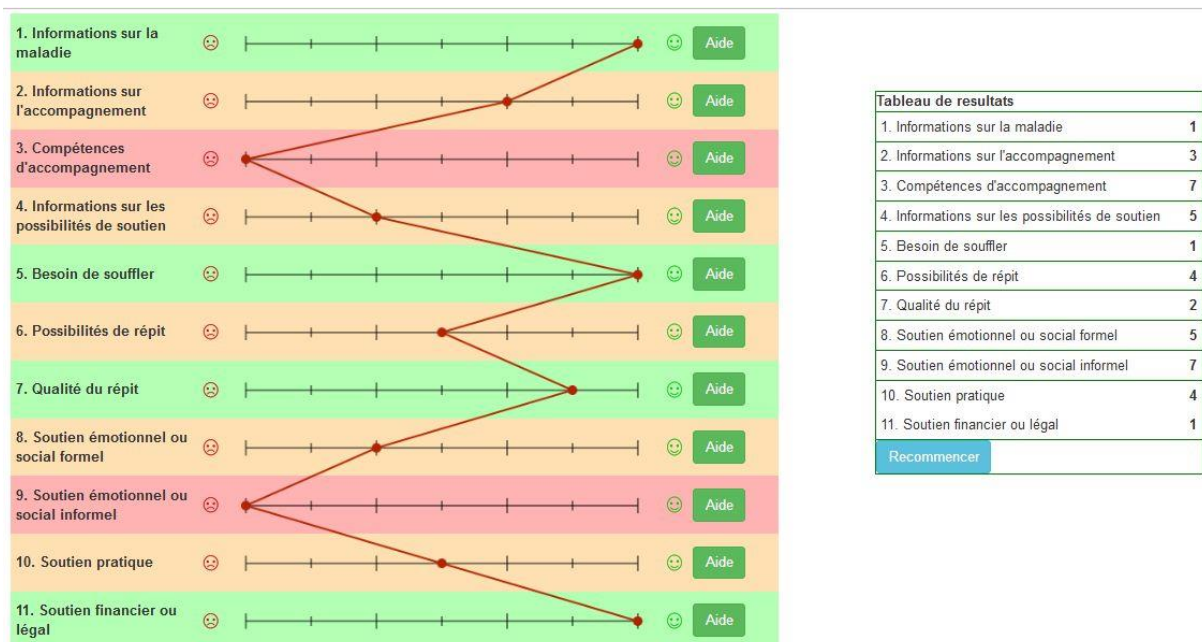 1. Informations sur la
maladie
Aide
2. Informations sur
l'accompagnement
Aide
3. Compétences
d'accompagnement
Aide
4. Informations sur les
possibilités de soutien
Aide
5. Besoin de souffler
Aide
6. Possibilités de répit
Aide
7. Qualité du répit
Aide
8. Soutien émotionnel ou
social formel
Aide
9. Soutien émotionnel ou
social informel
Aide
10. Soutien pratique
Aide
11. Soutien financier ou
légal
Aide
Tableau de resultats
1. Informations sur la maladie 1
2. Informations sur l'accompagnement 3
3. Compétences d'accompagnement 7
4. Informations sur les possibilités de soutien 5
5. Besoin de souffler 1
6. Possibilités de répit 4
7. Qualité du répit 2
8. Soutien émotionnel ou social formel 5
9. Soutien émotionnel ou social informel 7
10. Soutien pratique 4
11. Soutien financier ou légal 1
Recommencer